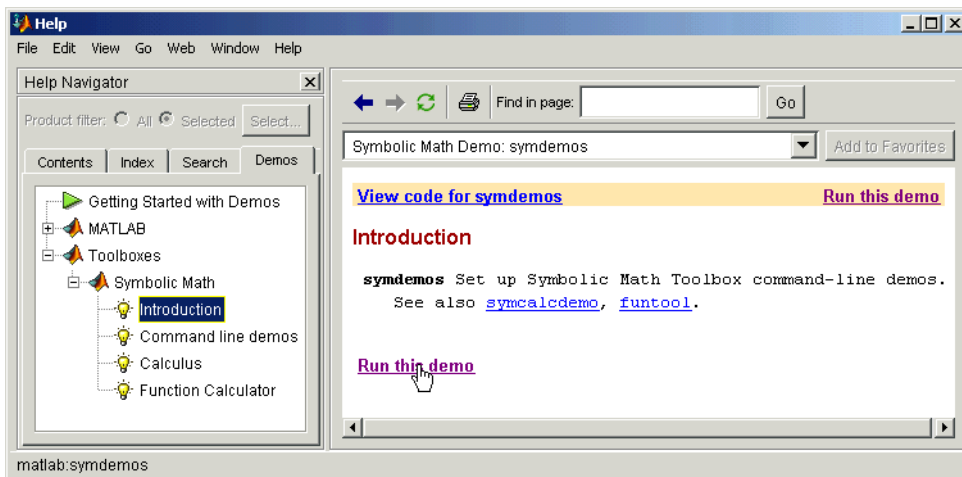 Help
File Edit View Go Web Window Help
Help Navigator
Product filter: All Selected Select...
Contents Index Search Demos
Getting Started with Demos
MATLAB
Toolboxes
Symbolic Math
Introduction
Command line demos
Calculus
Function Calculator
Find in page: Go
Symbolic Math Demo: symdemos Add to Favorites
View code for symdemos Run this demo
Introduction
symdemos Set up Symbolic Math Toolbox command-line demos.
See also symcalcdemo, funtool.
Run this demo
matlab:symdemos